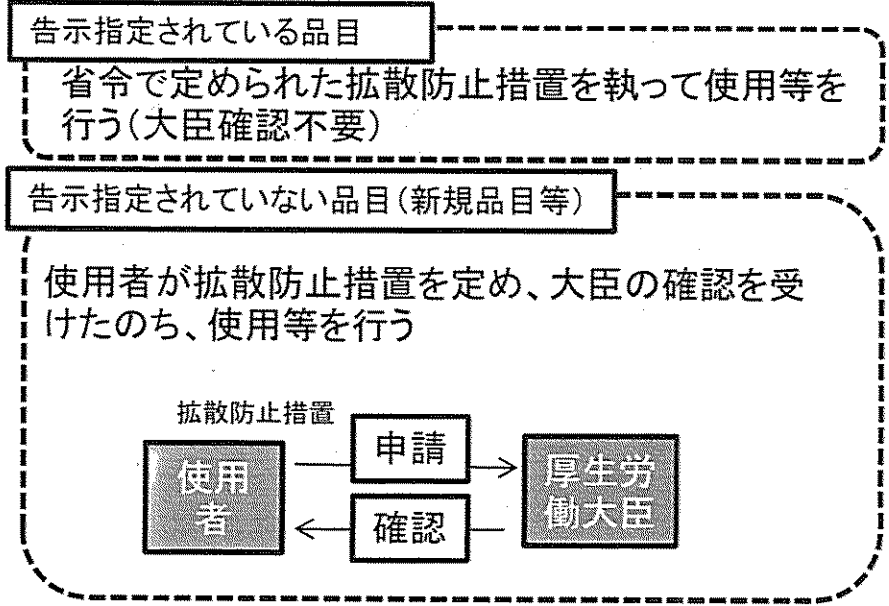 告示指定されている品目
省令で定められた拡散防止措置を執って使用等を
行う(大臣確認不要)
告示指定されていない品目(新規品目等)
使用者が拡散防止措置を定め、大臣の確認を受
けたのち、使用等を行う
拡散防止措置
申請
使用
者
厚生労
働大臣
確認